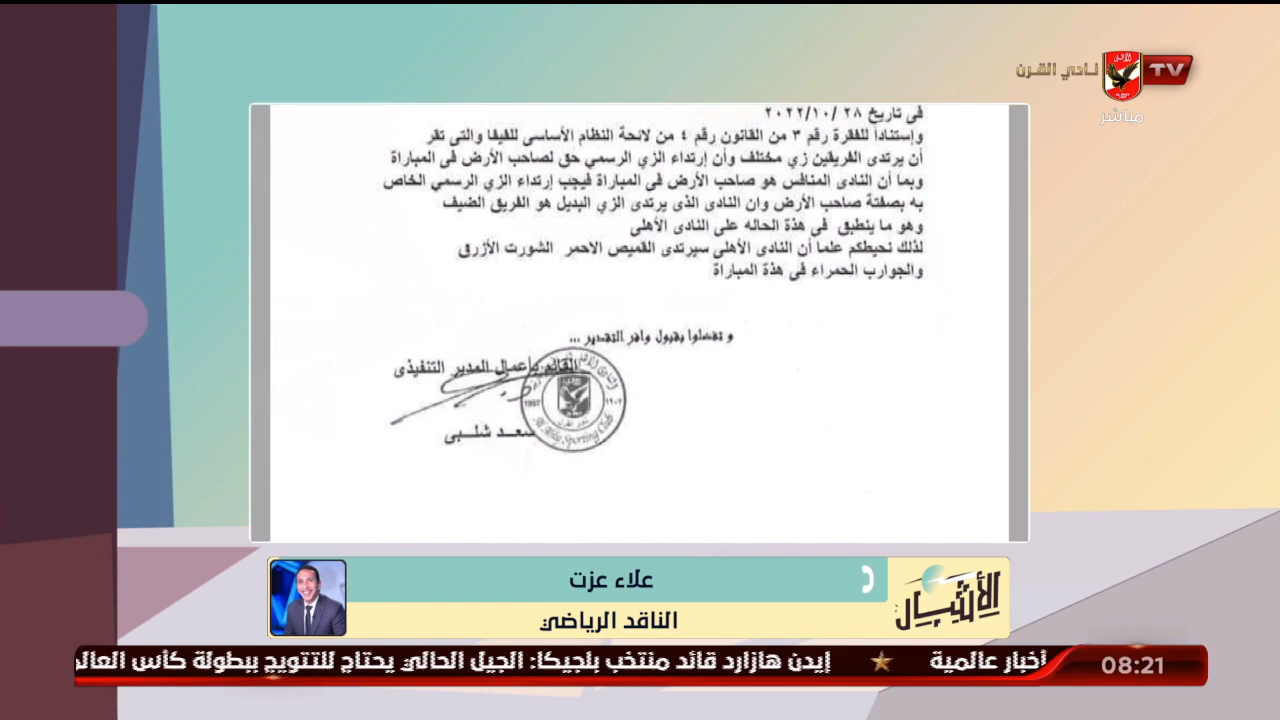 نادي القرن
TV
مباشر
فى تاريخ ٢٨ /٢٠٢٢/١٠
وإستناداً للفقرة رقم ٣ من القانون رقم ٤ من لائحة النظام الأساسى للفيفا والتى تقر
أن يرتدى الفريقين زي مختلف وأن إرتداء الزي الرسمي حق لصاحب الأرض فى المباراة
وبما أن النادى المنافس هو صاحب الأرض فى المباراة فيجب إرتداء الزي الرسمي الخاص
به بصفتة صاحب الأرض وان النادى الذى يرتدى الزي البديل هو الفريق الضيف
وهو ما ينطبق فى هذة الحاله على النادى الأهلى
لذلك نحيطكم علما أن النادى الأهلى سيرتدى القميص الاحمر الشورت الأزرق
والجوارب الحمراء فى هذة المباراة
و تفضلوا بقبول وافر التقدير ...
القائم بأعمال المدير التنفيذى
1907 ١٩٠٧
Sporting Club
سعد شلبى
علاء عزت
الناقد الرياضي
الأشبال
أخبار عالمية
إيدن هازارد قائد منتخب بلجيكا: الجيل الحالي يحتاج للتتويج ببطولة كأس العالم
08:21